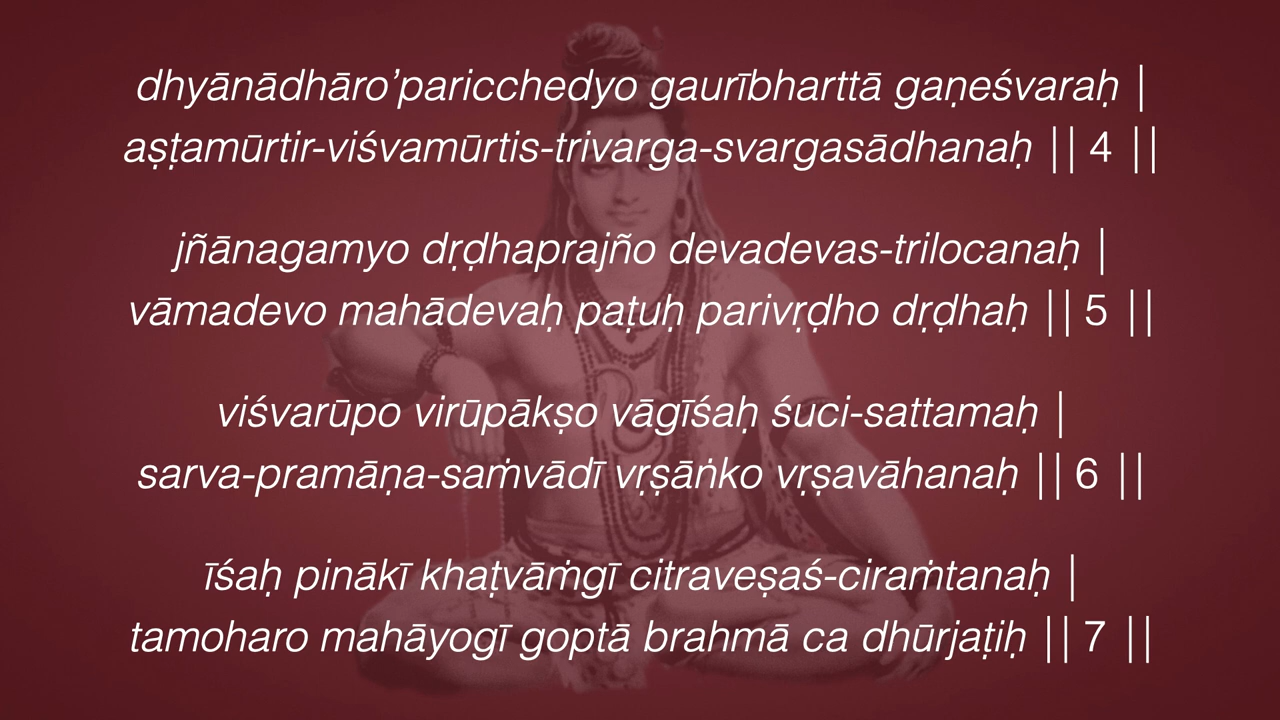 dhyānādhāro’paricchedyo gaurībharttā gaṇeśvaraḥ |
aṣṭamūrtir-viśvamūrtis-trivarga-svargasādhanaḥ || 4 ||
jñānagamyo dṛḍhaprajño devadevas-trilocanaḥ |
vāmadevo mahādevaḥ paṭuḥ parivṛḍho dṛḍhaḥ || 5 ||
viśvarūpo virūpākṣo vāgīśaḥ śuci-sattamaḥ |
sarva-pramāṇa-saṁvādī vṛṣāṅko vṛṣavāhanaḥ || 6 ||
īśaḥ pinākī khaṭvāṁgī citraveṣaś-ciraṁtanaḥ |
tamoharo mahāyogī goptā brahmā ca dhūrjaṭiḥ || 7 ||